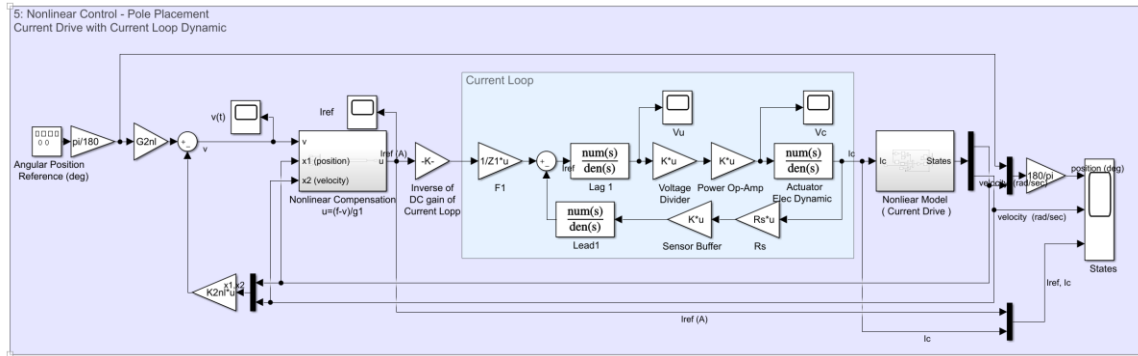 5: Nonlinear Control - Pole Placement
Current Drive with Current Loop Dynamic
Current Loop
v(t)
Iref
Vu
Vc
pi/180
G2nl
v
v
x1 (position)
x2 (velocity)
u
Iref (A)
-K-
1/Z1*u
Iref
num(s)
den(s)
K*u
K*u
num(s)
den(s)
Ic
Ic
States
180/pi
position (deg)
velocity (rad/sec)
velocity (rad/sec)
Angular Position
Reference (deg)
Nonlinear Compensation
u=(f-v)/g1
Inverse of
DC gain of
Current Lopp
F1
Lag 1
Voltage
Divider
Power Op-Amp
Actuator
Elec Dynamic
Nonliear Model
( Current Drive )
num(s)
den(s)
K*u
Rs*u
Lead1
Sensor Buffer
Rs
States
K2nl*u
x1,x2
Iref, Ic
Iref (A)
Ic